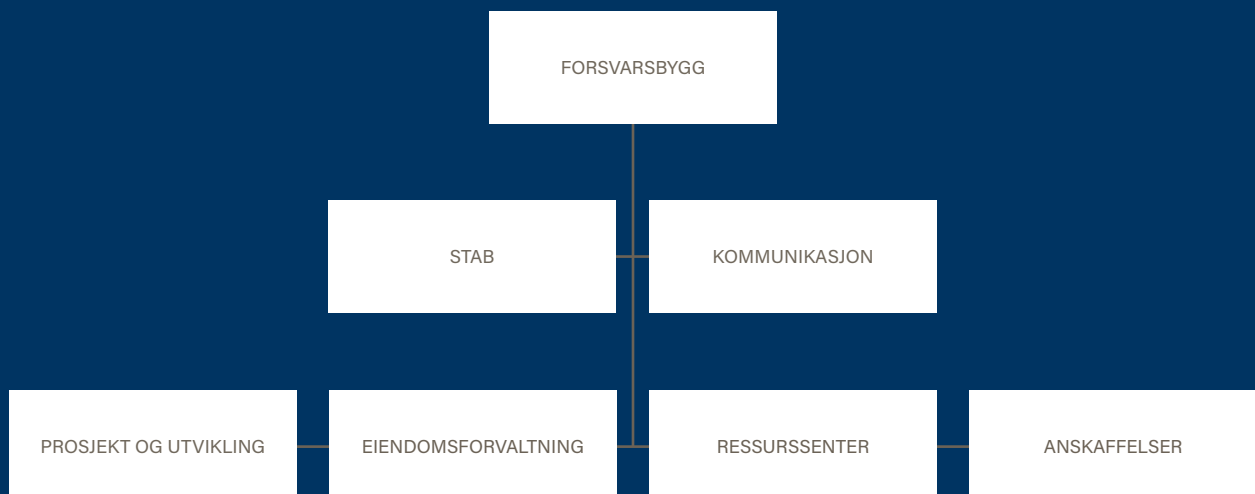 FORSVARSBYGG
STAB
KOMMUNIKASJON
PROSJEKT OG UTVIKLING
EIENDOMSFORVALTNING
RESSURSSENTER
ANSKAFFELSER